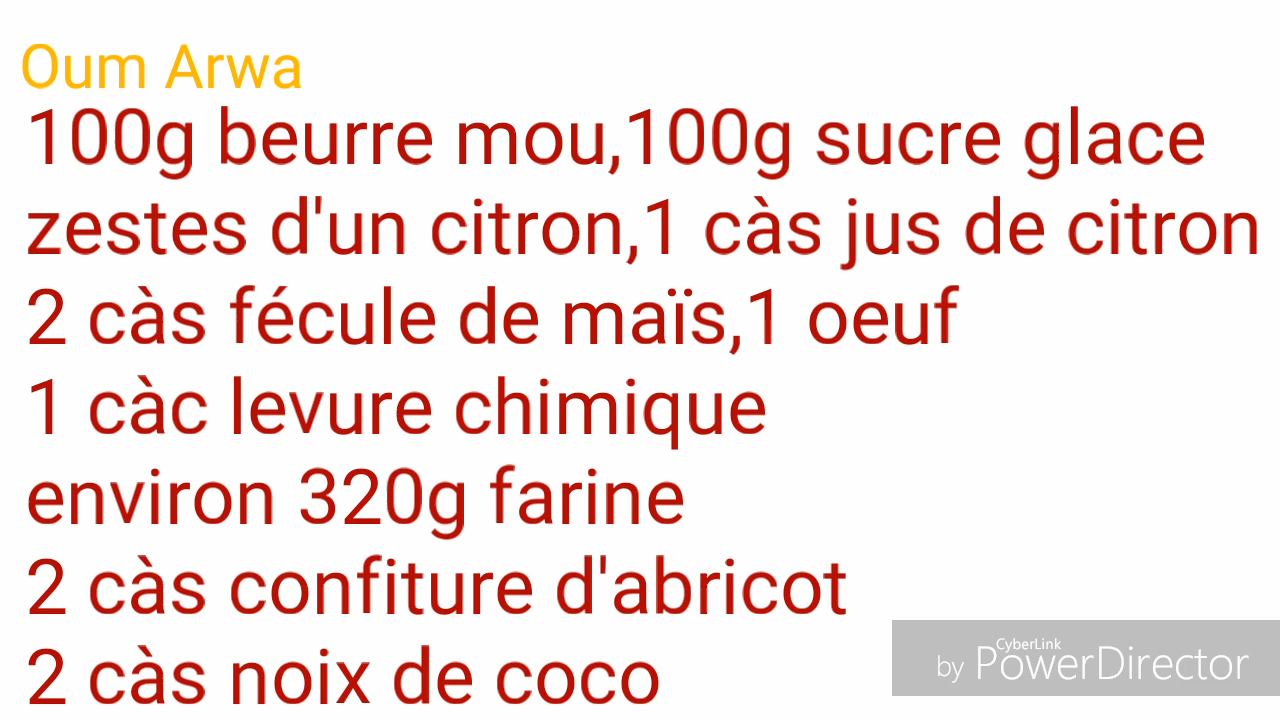 Oum Arwa
100g beurre mou,100g sucre glace
zestes d'un citron,1 càs jus de citron
2 càs fécule de maïs,1 oeuf
1 càc levure chimique
environ 320g farine
2 càs confiture d'abricot
2 càs noix de coco
CyberLink
by PowerDirector